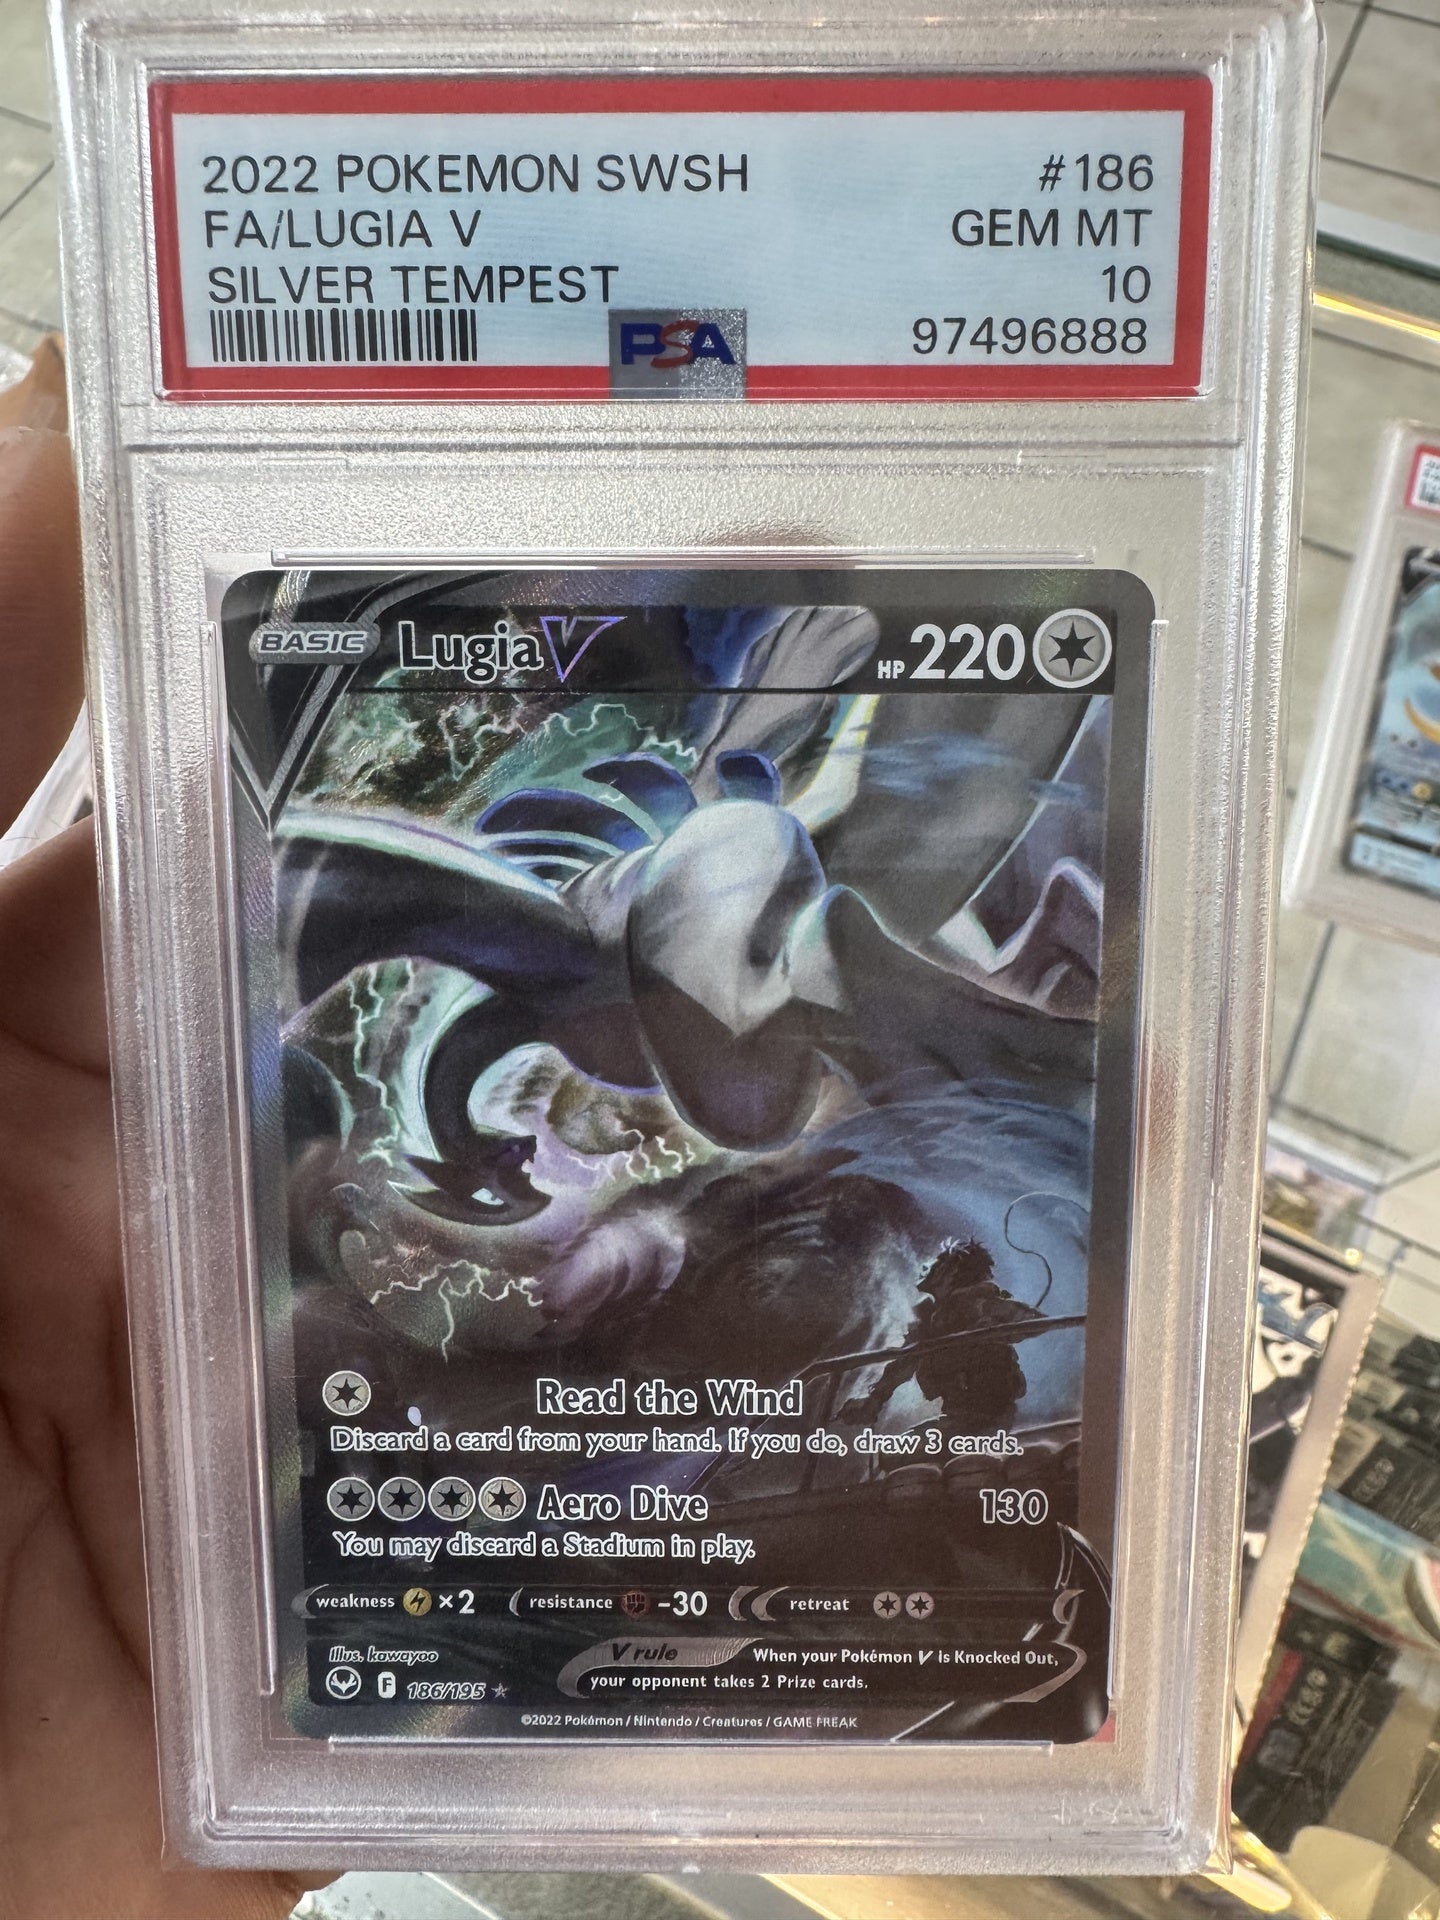 2022 POKEMON SWSH #186
FA/LUGIA V GEM MT
SILVER TEMPEST 10
PSA 97496888
BASIC Lugia V HP 220
Read the Wind
Discard a card from your hand. If you do, draw 3 cards.
Aero Dive 130
You may discard a Stadium in play.
weakness ×2 resistance -30 retreat
Illus. kawayoo
V rule When your Pokémon V is Knocked Out,
your opponent takes 2 Prize cards.
F 186/195
©2022 Pokémon / Nintendo / Creatures / GAME FREAK